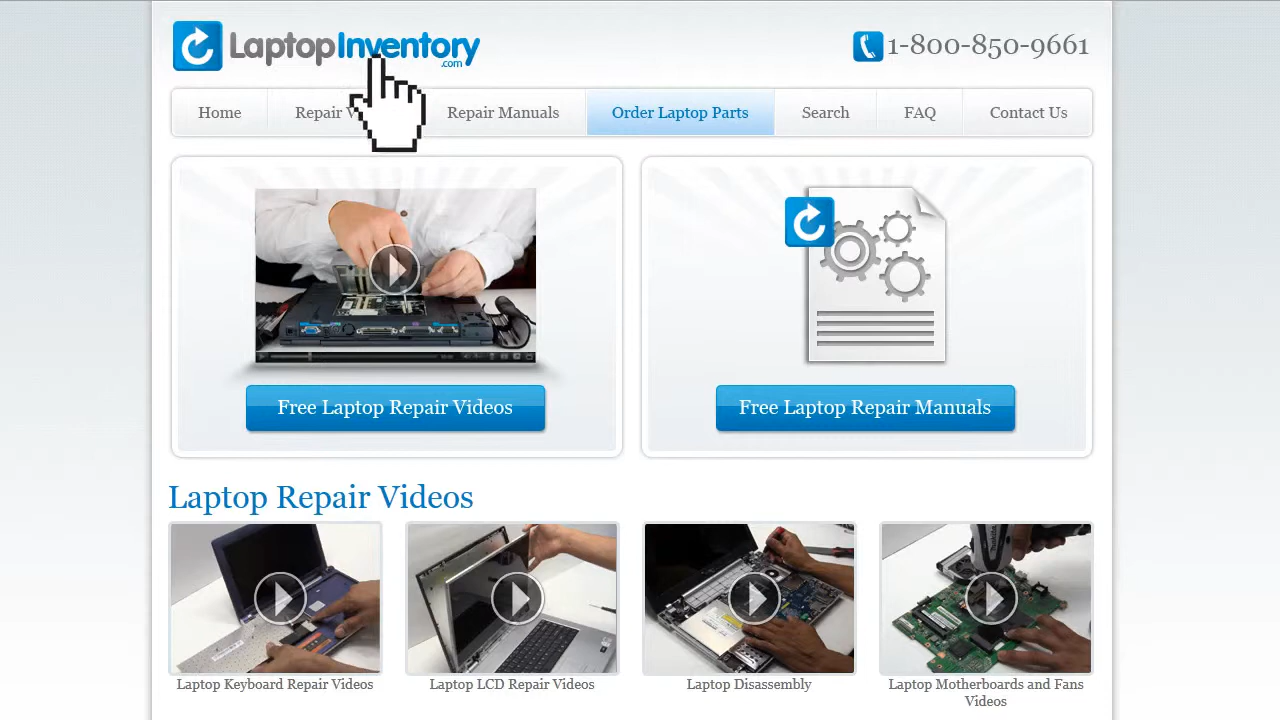 LaptopInventory
.com
1-800-850-9661
Home
Repair V
Repair Manuals
Order Laptop Parts
Search
FAQ
Contact Us
Free Laptop Repair Videos
Free Laptop Repair Manuals
Laptop Repair Videos
Laptop Keyboard Repair Videos
Laptop LCD Repair Videos
Laptop Disassembly
Laptop Motherboards and Fans
Videos